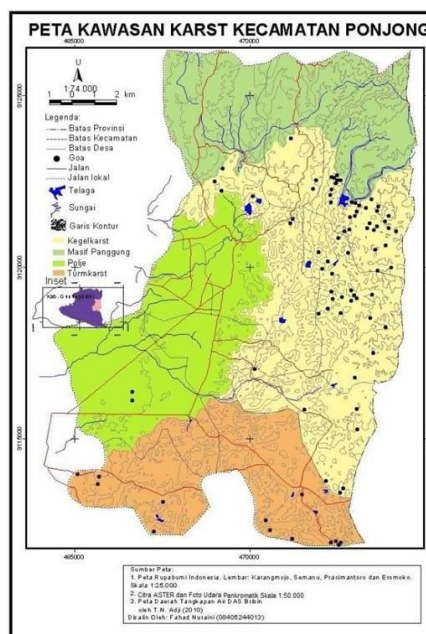 PETA KAWASAN KARST KECAMATAN PONJONG
465000
470000
U
1:74.000
1 0 1 2 km
Legenda:
Batas Provinsi
Batas Kecamatan
Batas Desa
Goa
Jalan
Jalan lokal
Telaga
Sungai
Garis Kontur
Kegelkarst
Masif Panggung
Polje
Turmkarst
Inset
9125000
9120000
9115000
465000
470000
Sumber Peta:
1. Peta Rupabumi Indonesia. Lembar: Karangmojo, Semanu, Pracimantoro dan Eromoko.
Skala 1:25.000
2. Citra ASTER dan Foto Udara Pankromatik Skala 1:50.000
3. Peta Daerah Tangkapan Air DAS Bribin
oleh T.N. Adji (2010)
Disalin Oleh: Fahad Nuraini (08405244013)